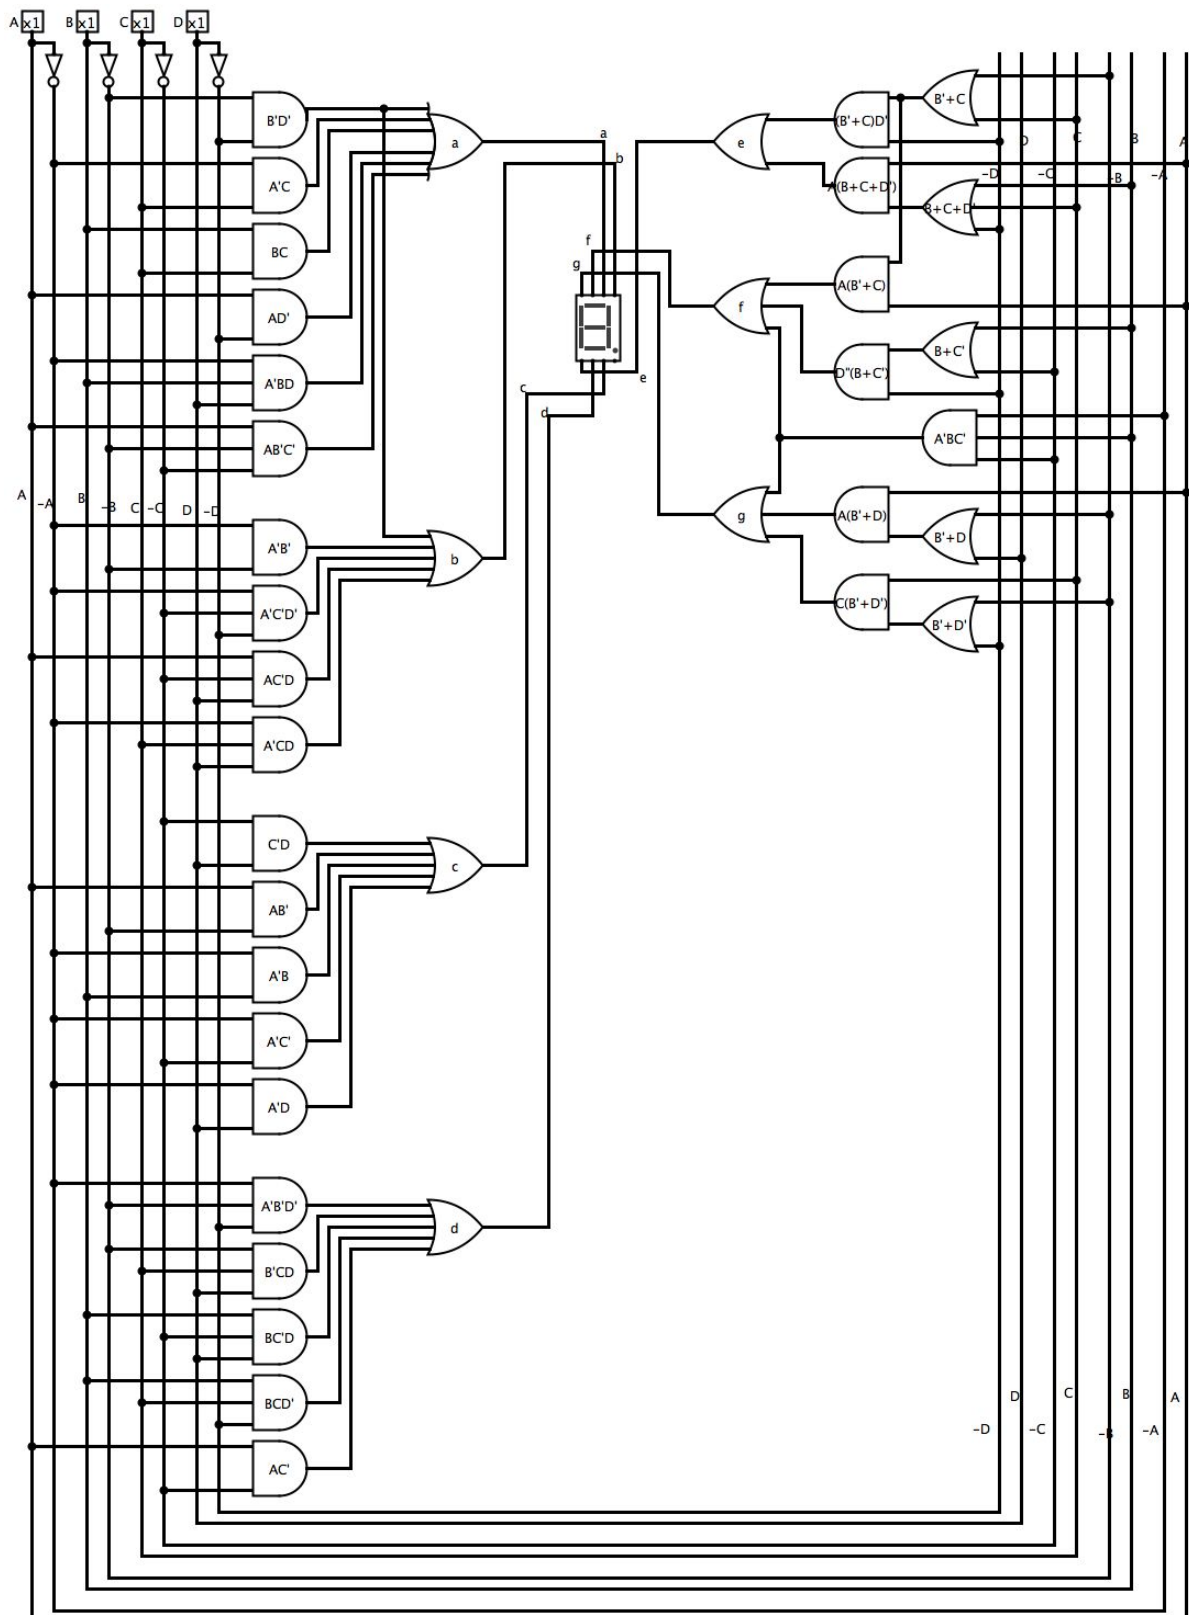 A x1 B x1 C x1 D x1
B'D'
A'C
BC
AD'
A'BD
AB'C'
a
a
b
f
g
e
c
d
A -A B -B C -C D -D
A'B'
A'C'D'
AC'D
A'CD
b
C'D
AB'
A'B
A'C'
A'D
c
A'B'D'
B'CD
BC'D
BCD'
AC'
d
e
(B'+C)D'
B'+C
A(B+C+D')
B+C+D'
D C B A
-D -C -B -A
f
A(B'+C)
D"(B+C')
B+C'
A'BC'
g
A(B'+D)
B'+D
C(B'+D')
B'+D'
D C B A
-D -C -B -A